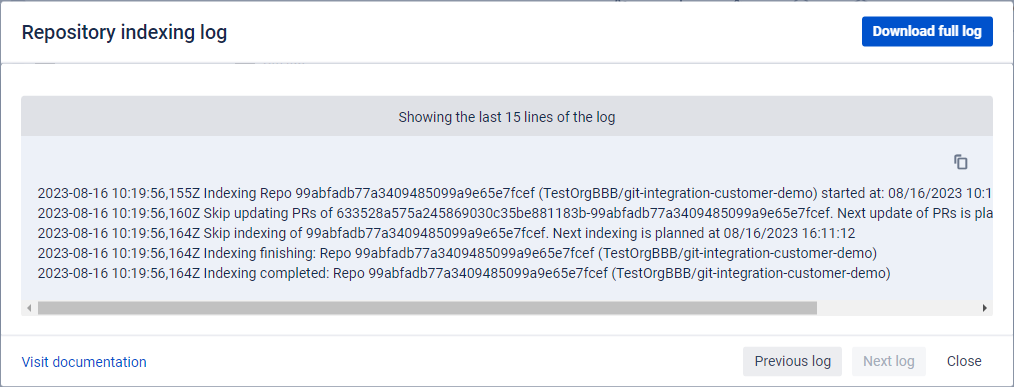 Repository indexing log
Download full log
Showing the last 15 lines of the log
2023-08-16 10:19:56,155Z Indexing Repo 99abfadb77a3409485099a9e65e7fcef (TestOrgBBB/git-integration-customer-demo) started at: 08/16/2023 10:1
2023-08-16 10:19:56,160Z Skip updating PRs of 633528a575a245869030c35be881183b-99abfadb77a3409485099a9e65e7fcef. Next update of PRs is pla
2023-08-16 10:19:56,164Z Skip indexing of 99abfadb77a3409485099a9e65e7fcef. Next indexing is planned at 08/16/2023 16:11:12
2023-08-16 10:19:56,164Z Indexing finishing: Repo 99abfadb77a3409485099a9e65e7fcef (TestOrgBBB/git-integration-customer-demo)
2023-08-16 10:19:56,164Z Indexing completed: Repo 99abfadb77a3409485099a9e65e7fcef (TestOrgBBB/git-integration-customer-demo)
Visit documentation
Previous log
Next log
Close